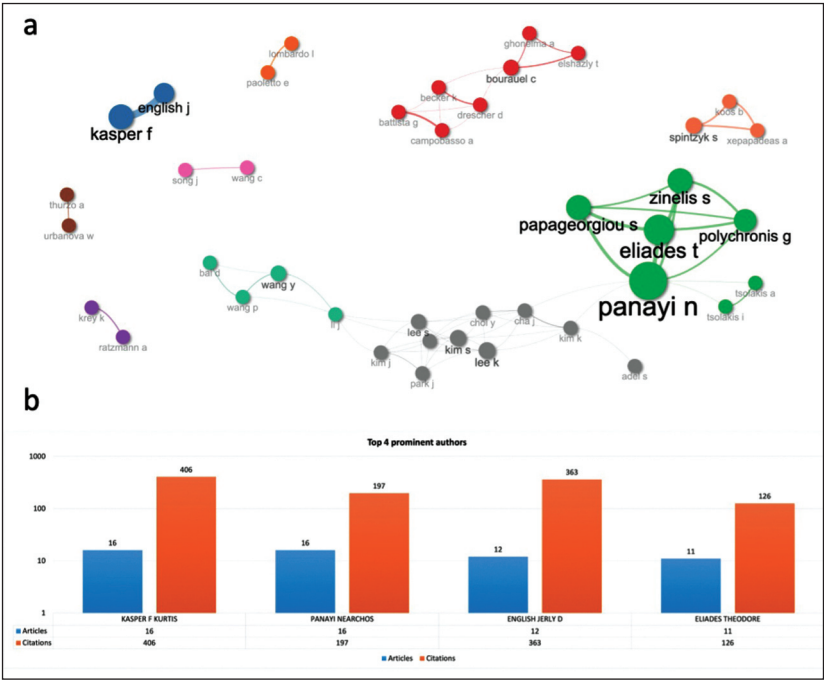 a
ghoneima a
lombardo l
elshazly t
paoletto e
bourauel c
becker k
english j
koos b
drescher d
kasper f
battista g
spintzyk s
xepapadeas a
campobasso a
song j
wang c
zinelis s
thurzo a
papageorgiou s
polychronis g
urbanova w
eliades t
bai d
wang y
tsolakis a
panayi n
wang p
krey k
tsolakis i
li j
choi y
cha j
lee s
kim k
ratzmann a
kim s
kim j
lee k
adel s
park j
b
Top 4 prominent authors
1000
406
363
197
126
100
16
16
12
11
10
1
KASPER F KURTIS PANAYI NEARCHOS ENGLISH JERLY D ELIADES THEODORE
Articles 16 16 12 11
Citations 406 197 363 126
Articles Citations